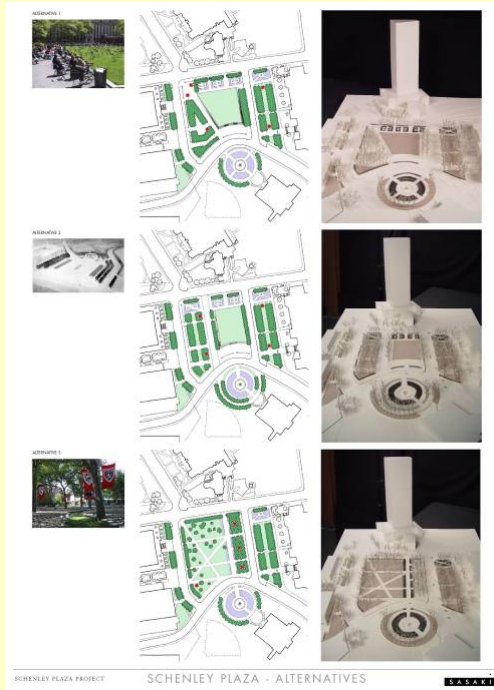 ALTERNATIVE 1
ALTERNATIVE 2
ALTERNATIVE 3
SCHENLEY PLAZA PROJECT
SCHENLEY PLAZA - ALTERNATIVES
SASAKI